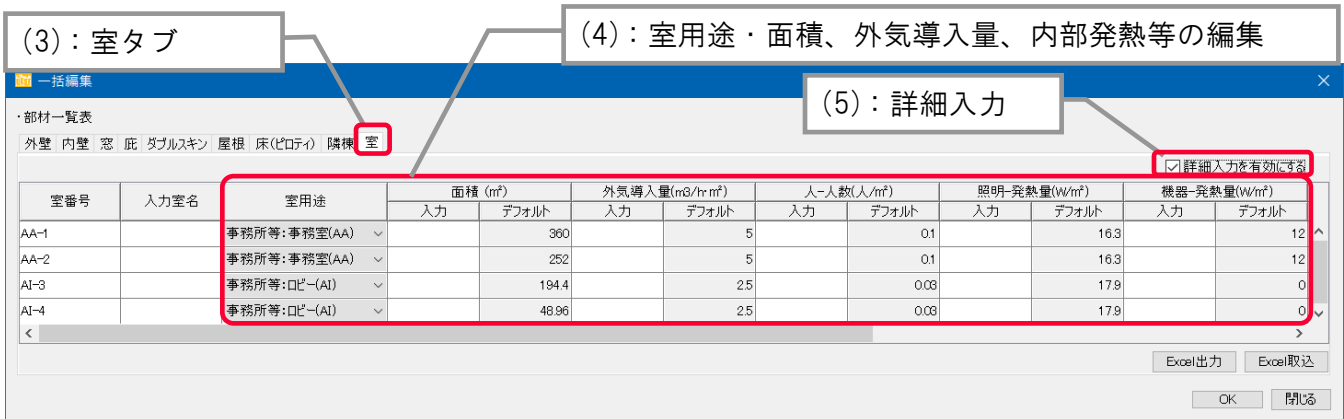 (3)：室タブ
(4)：室用途・面積、外気導入量、内部発熱等の編集
一括編集
(5)：詳細入力
・部材一覧表
外壁 内壁 窓 庇 ダブルスキン 屋根 床(ピロティ) 隣棟 室
詳細入力を有効にする
室番号 入力室名 室用途 面積 (㎡) 外気導入量(m3/hr㎡) 人-人数(人/㎡) 照明-発熱量(W/㎡) 機器-発熱量(W/㎡)
入力 デフォルト 入力 デフォルト 入力 デフォルト 入力 デフォルト 入力 デフォルト
AA-1 事務所等:事務室(AA) 360 5 0.1 16.3 12
AA-2 事務所等:事務室(AA) 252 5 0.1 16.3 12
AI-3 事務所等:ロビー(AI) 194.4 2.5 0.03 17.9 0
AI-4 事務所等:ロビー(AI) 48.96 2.5 0.03 17.9 0
Excel出力 Excel取込
OK 閉じる